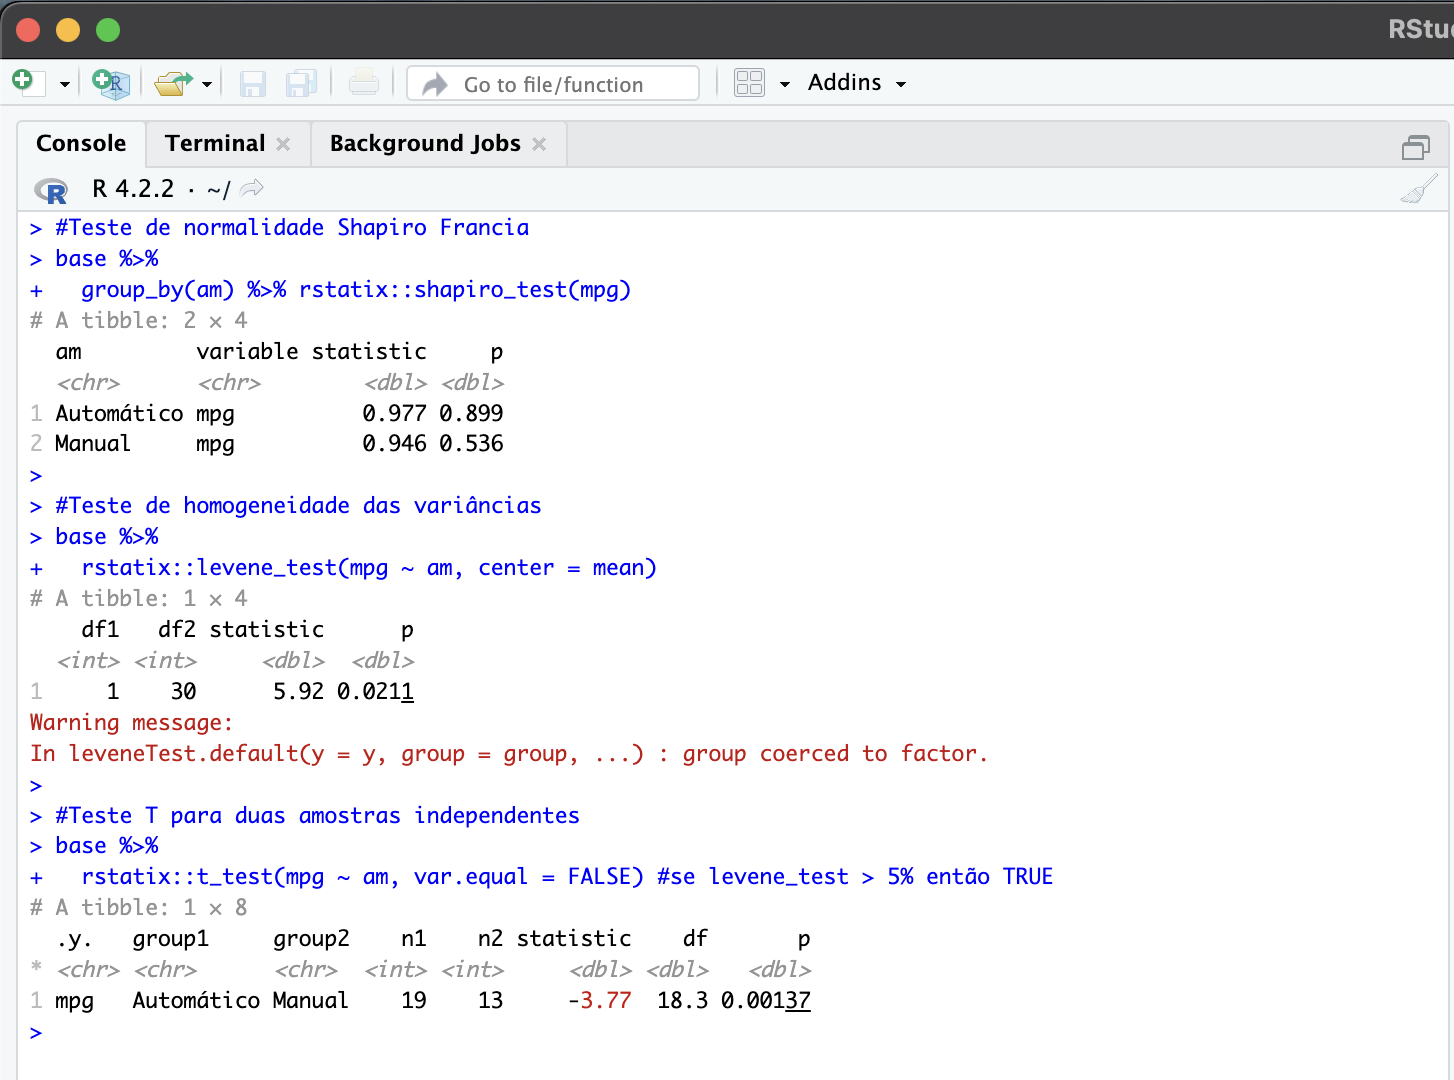 RStu
Go to file/function
Addins
Console Terminal Background Jobs
R 4.2.2 · ~/
> #Teste de normalidade Shapiro Francia
> base %>%
+   group_by(am) %>% rstatix::shapiro_test(mpg)
# A tibble: 2 × 4
  am         variable statistic     p
  <chr>      <chr>        <dbl> <dbl>
1 Automático mpg          0.977 0.899
2 Manual     mpg          0.946 0.536
>
> #Teste de homogeneidade das variâncias
> base %>%
+   rstatix::levene_test(mpg ~ am, center = mean)
# A tibble: 1 × 4
    df1   df2 statistic      p
  <int> <int>     <dbl>  <dbl>
1     1    30      5.92 0.0211
Warning message:
In leveneTest.default(y = y, group = group, ...) : group coerced to factor.
>
> #Teste T para duas amostras independentes
> base %>%
+   rstatix::t_test(mpg ~ am, var.equal = FALSE) #se levene_test > 5% então TRUE
# A tibble: 1 × 8
  .y.   group1     group2    n1    n2 statistic    df       p
* <chr> <chr>      <chr>  <int> <int>     <dbl> <dbl>   <dbl>
1 mpg   Automático Manual    19    13     -3.77  18.3 0.00137
>